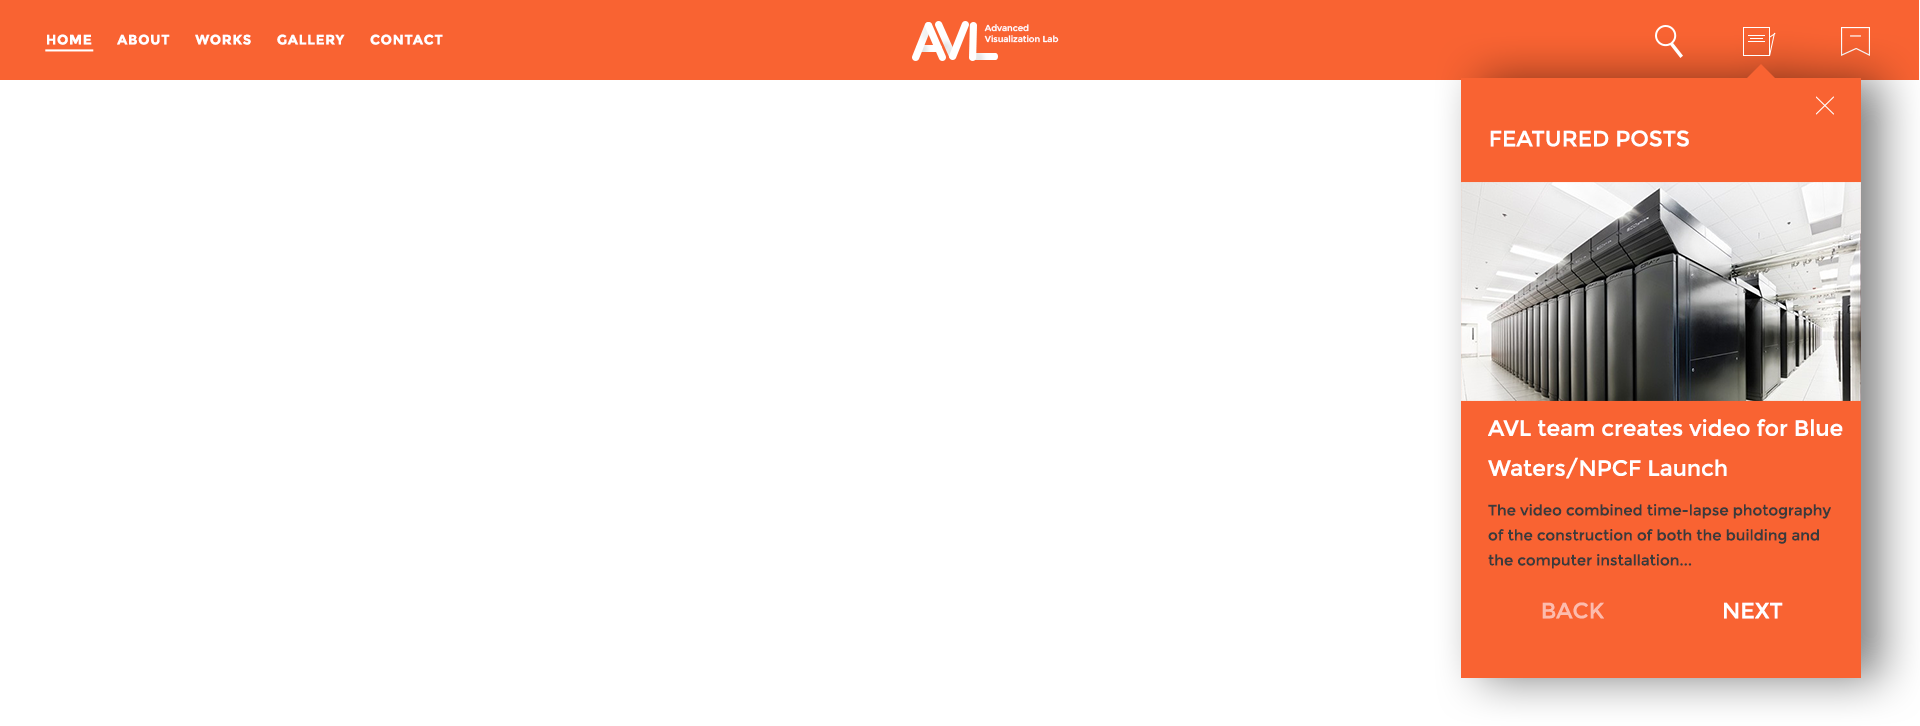 HOME ABOUT WORKS GALLERY CONTACT
AVL
Advanced
Visualization Lab
FEATURED POSTS
AVL team creates video for Blue
Waters/NPCF Launch
The video combined time-lapse photography
of the construction of both the building and
the computer installation...
BACK NEXT